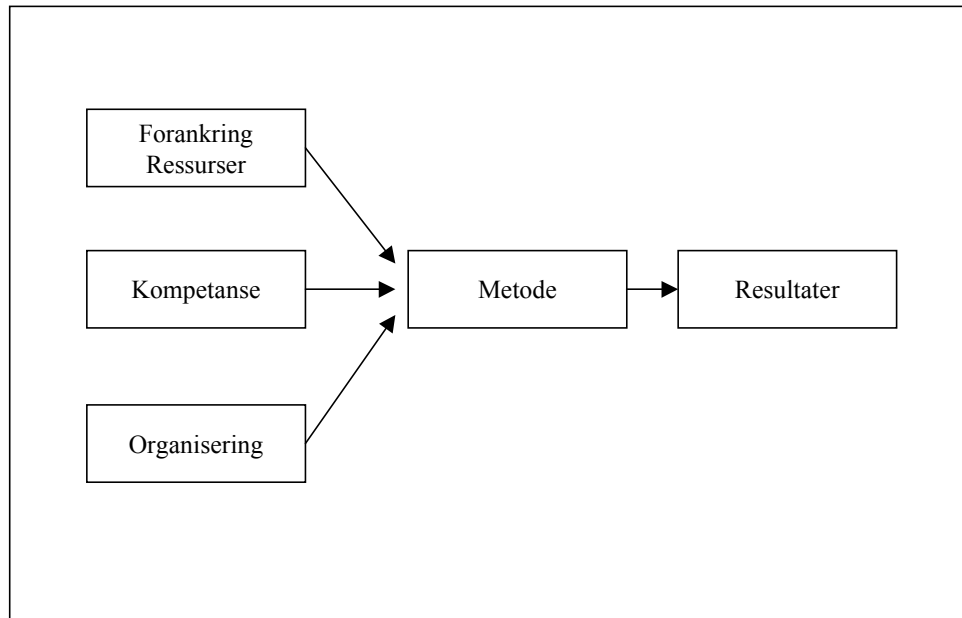 Forankring
Ressurser
Kompetanse
Metode
Resultater
Organisering